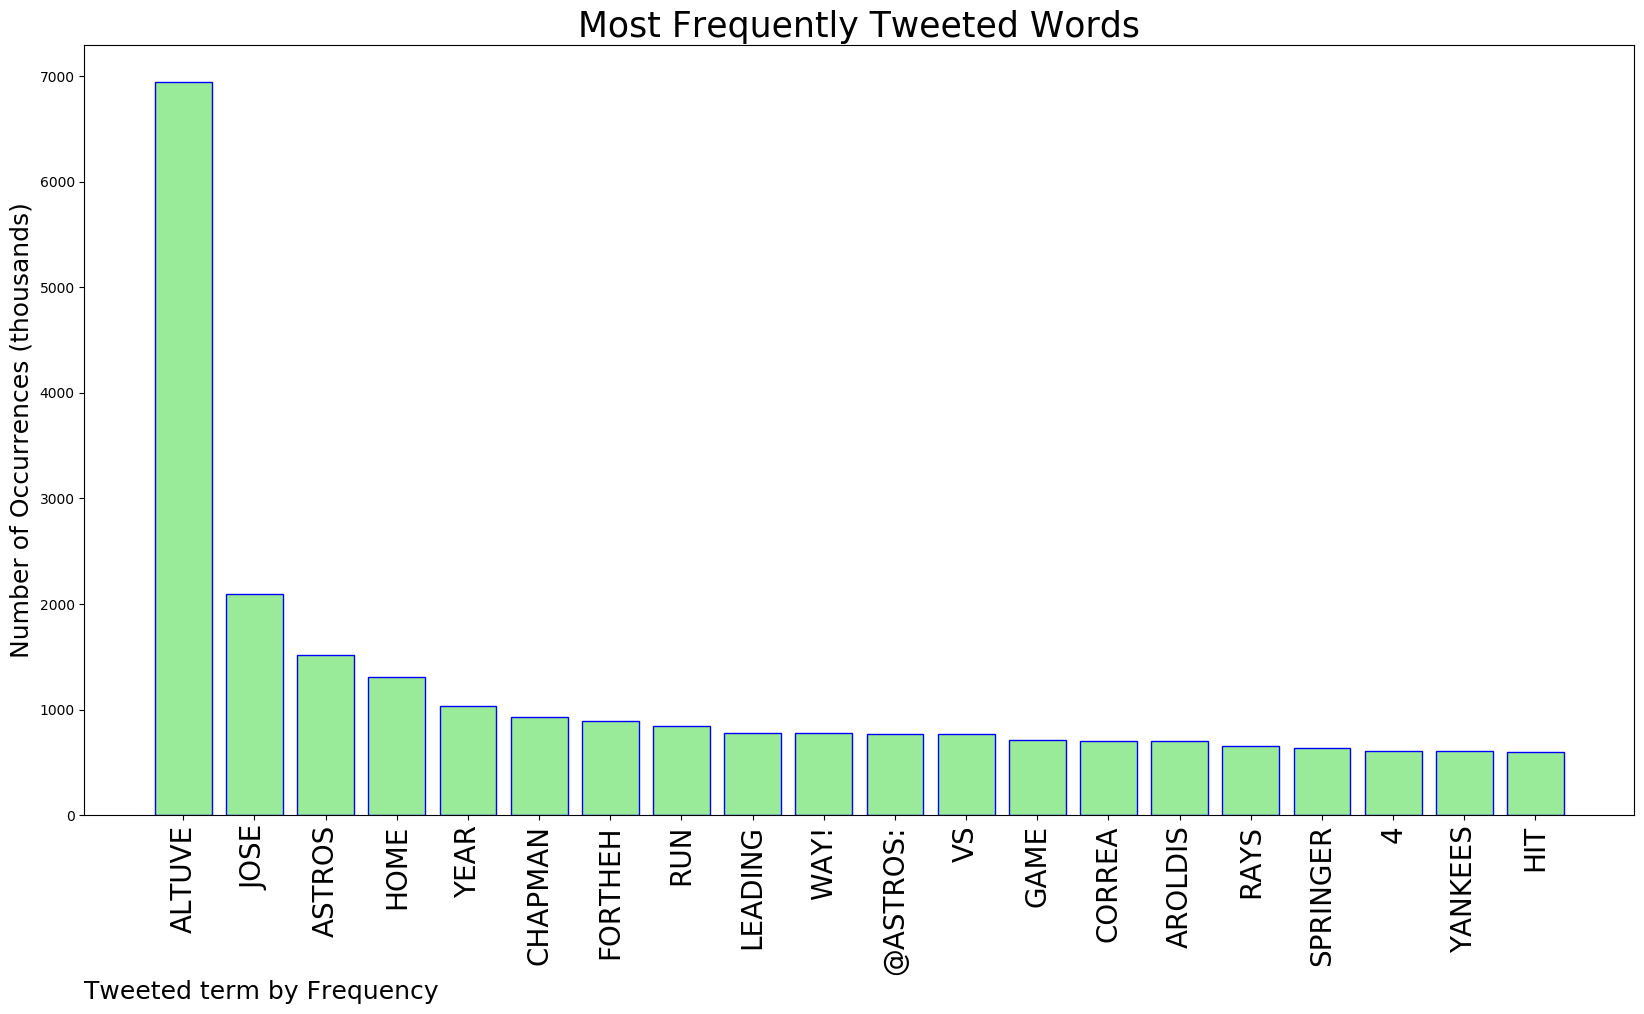 Most Frequently Tweeted Words
Number of Occurrences (thousands)
7000
6000
5000
4000
3000
2000
1000
0
ALTUVE
JOSE
ASTROS
HOME
YEAR
CHAPMAN
FORTHEH
RUN
LEADING
WAY!
@ASTROS:
VS
GAME
CORREA
AROLDIS
RAYS
SPRINGER
4
YANKEES
HIT
Tweeted term by Frequency